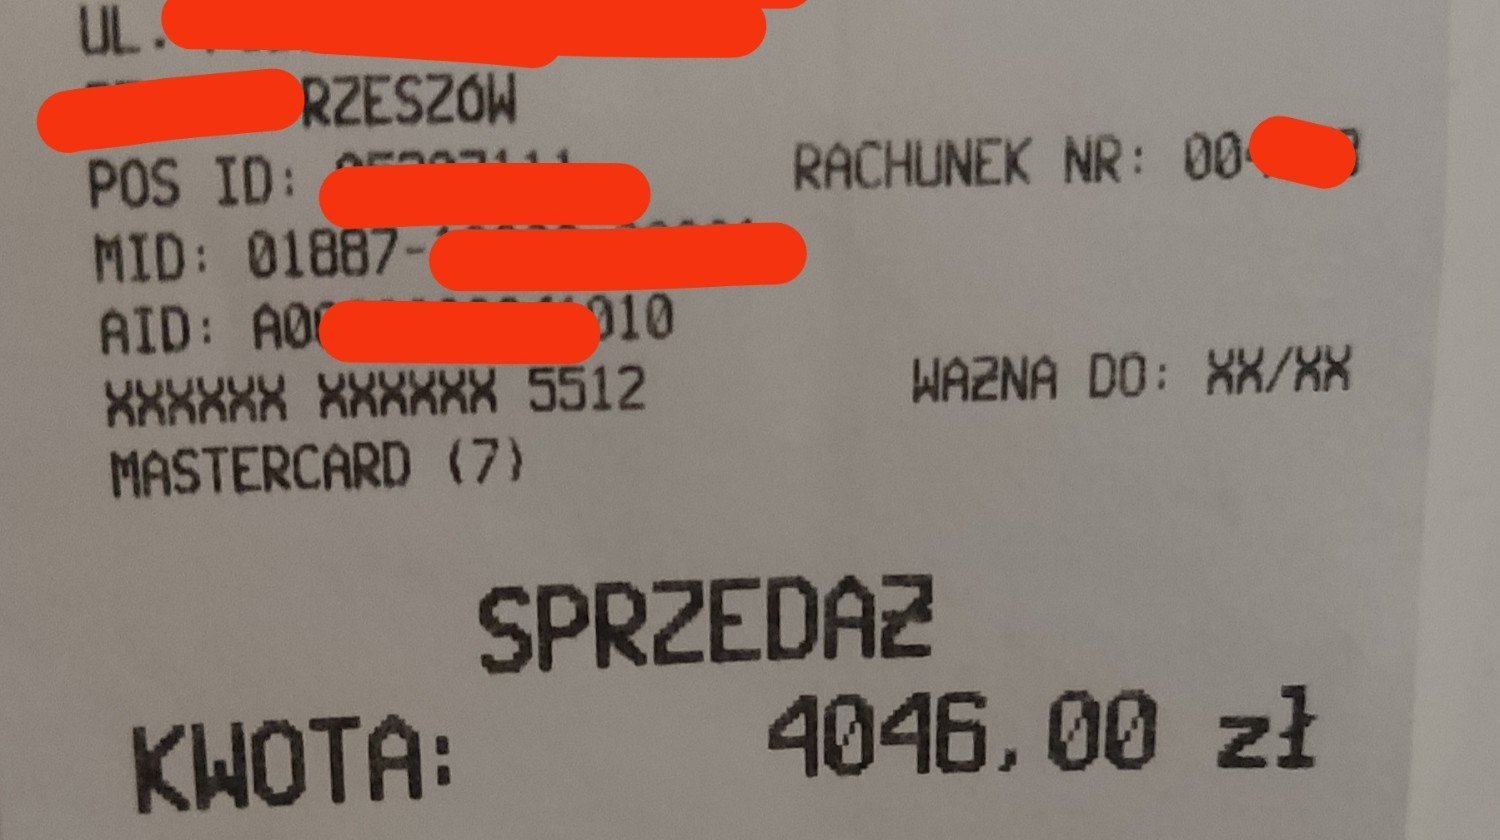 UL.
RZESZÓW
POS ID:
RACHUNEK NR: 00
MID: 01887-
AID: A0 010
XXXXXX XXXXXX 5512
WAŻNA DO: XX/XX
MASTERCARD (7)
SPRZEDAŻ
KWOTA: 4046,00 zł